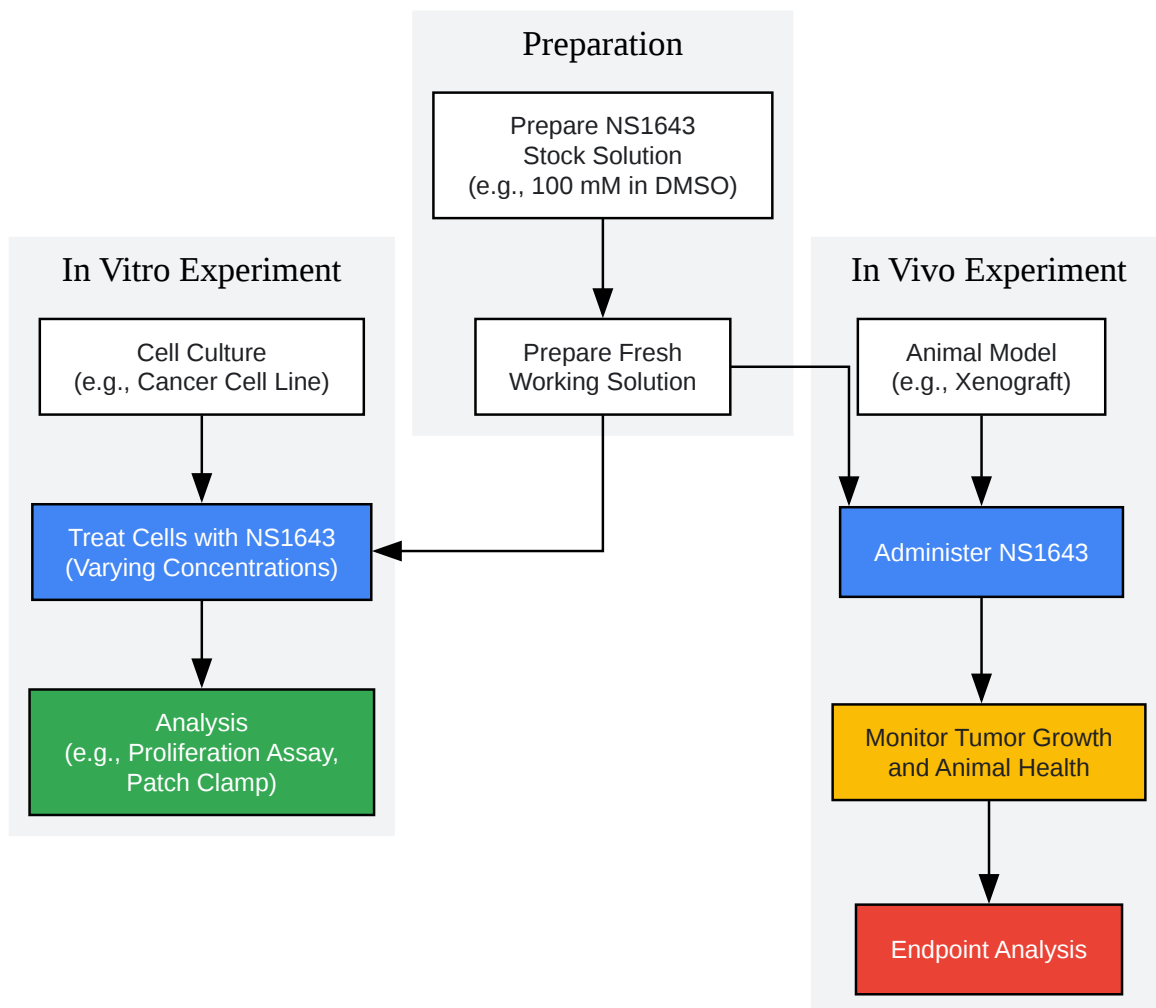 Preparation
Prepare NS1643
Stock Solution
(e.g., 100 mM in DMSO)
Prepare Fresh
Working Solution
In Vitro Experiment
Cell Culture
(e.g., Cancer Cell Line)
Treat Cells with NS1643
(Varying Concentrations)
Analysis
(e.g., Proliferation Assay,
Patch Clamp)
In Vivo Experiment
Animal Model
(e.g., Xenograft)
Administer NS1643
Monitor Tumor Growth
and Animal Health
Endpoint Analysis